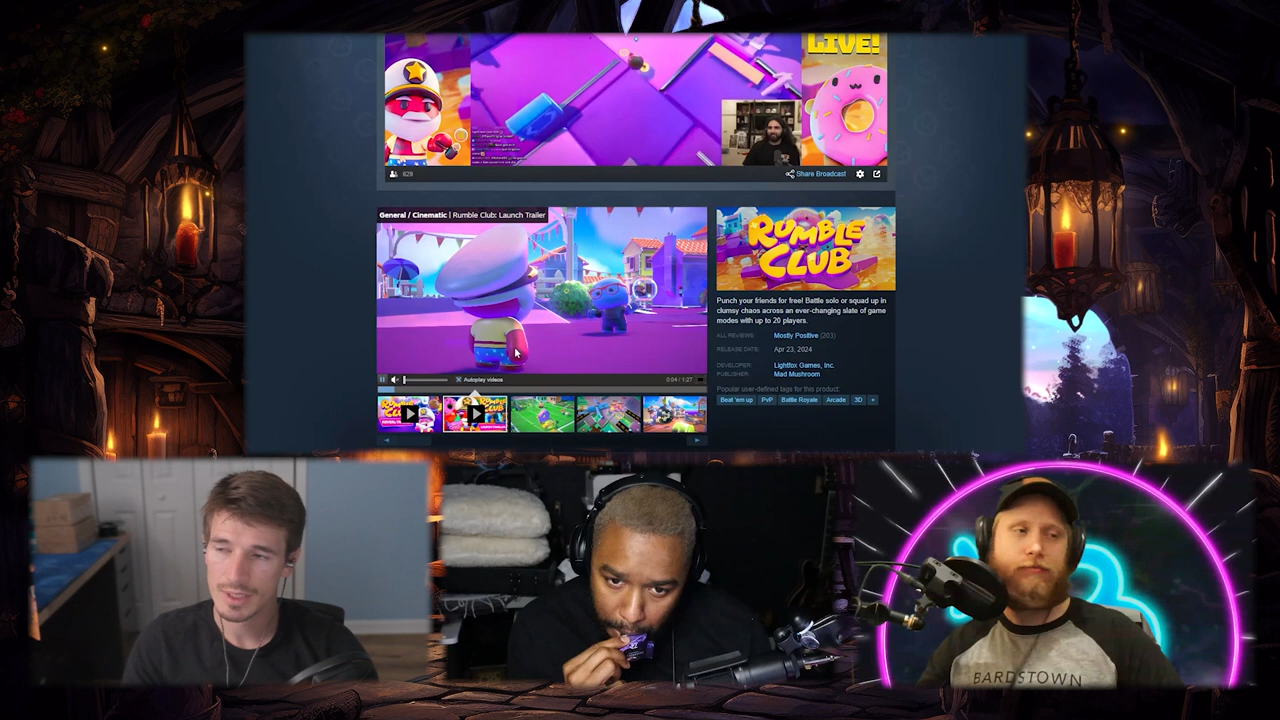 LIVE!
629
Share Broadcast
General / Cinematic | Rumble Club: Launch Trailer
RUMBLE
CLUB
Punch your friends for free! Battle solo or squad up in
clumsy chaos across an ever-changing slate of game
modes with up to 20 players.
ALL REVIEWS: Mostly Positive (203)
RELEASE DATE: Apr 23, 2024
DEVELOPER: Lightfox Games, Inc.
PUBLISHER: Mad Mushroom
Popular user-defined tags for this product:
Beat 'em up PvP Battle Royale Arcade 3D +
Autoplay videos
0:04 / 1:27
BARDSTOWN